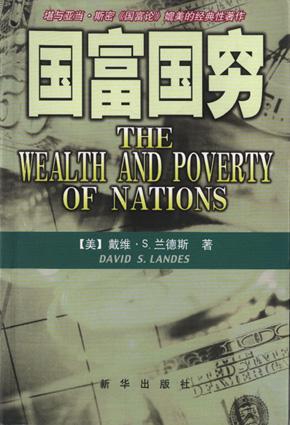 堪与亚当·斯密《国富论》媲美的经典性著作
国富国穷
THE
WEALTH AND POVERTY
OF NATIONS
【美】戴维·S.兰德斯 著
DAVID S. LANDES
新华出版社